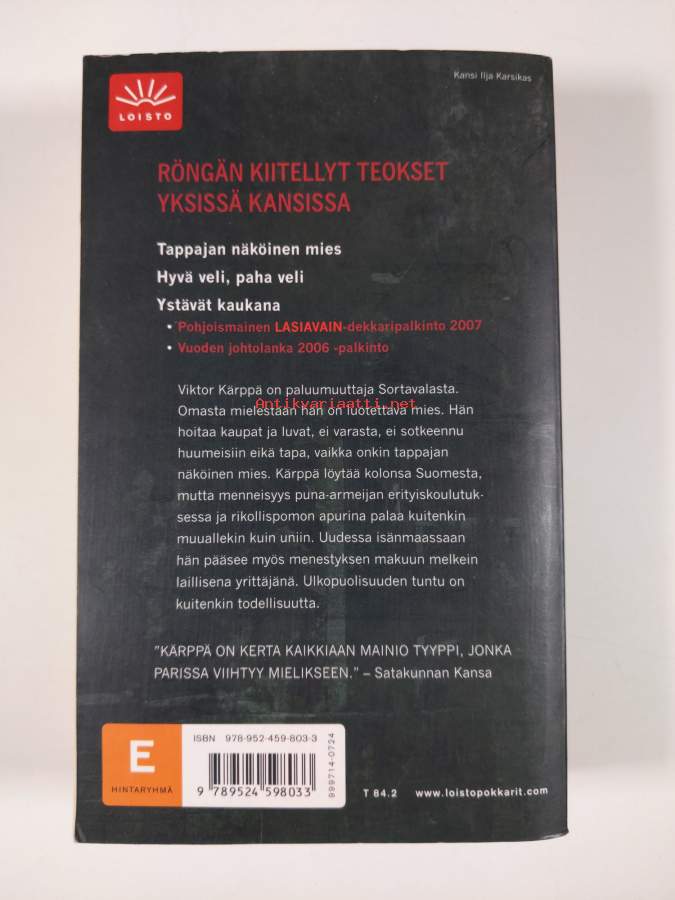 Kansi Ilja Karsikas
LOISTO
RÖNGÄN KIITELLYT TEOKSET
YKSISSÄ KANSISSA
Tappajan näköinen mies
Hyvä veli, paha veli
Ystävät kaukana
• Pohjoismainen LASIAVAIN-dekkaripalkinto 2007
• Vuoden johtolanka 2006 -palkinto
Viktor Kärppä on paluumuuttaja Sortavalasta.
Antikvariaatti.net
Omasta mielestään hän on luotettava mies. Hän
hoitaa kaupat ja luvat, ei varasta, ei sotkeennu
huumeisiin eikä tapa, vaikka onkin tappajan
näköinen mies. Kärppä löytää kolonsa Suomesta,
mutta menneisyys puna-armeijan erityiskoulutuk-
sessa ja rikollispomon apurina palaa kuitenkin
muuallekin kuin uniin. Uudessa isänmaassaan
hän pääsee myös menestyksen makuun melkein
laillisena yrittäjänä. Ulkopuolisuuden tuntu on
kuitenkin todellisuutta.
"KÄRPPÄ ON KERTA KAIKKIAAN MAINIO TYYPPI, JONKA
PARISSA VIIHTYY MIELIKSEEN." – Satakunnan Kansa
E
HINTARYHMÄ
ISBN 978-952-459-803-3
9 789524 598033
999714-0724
T 84.2 www.loistopokkarit.com